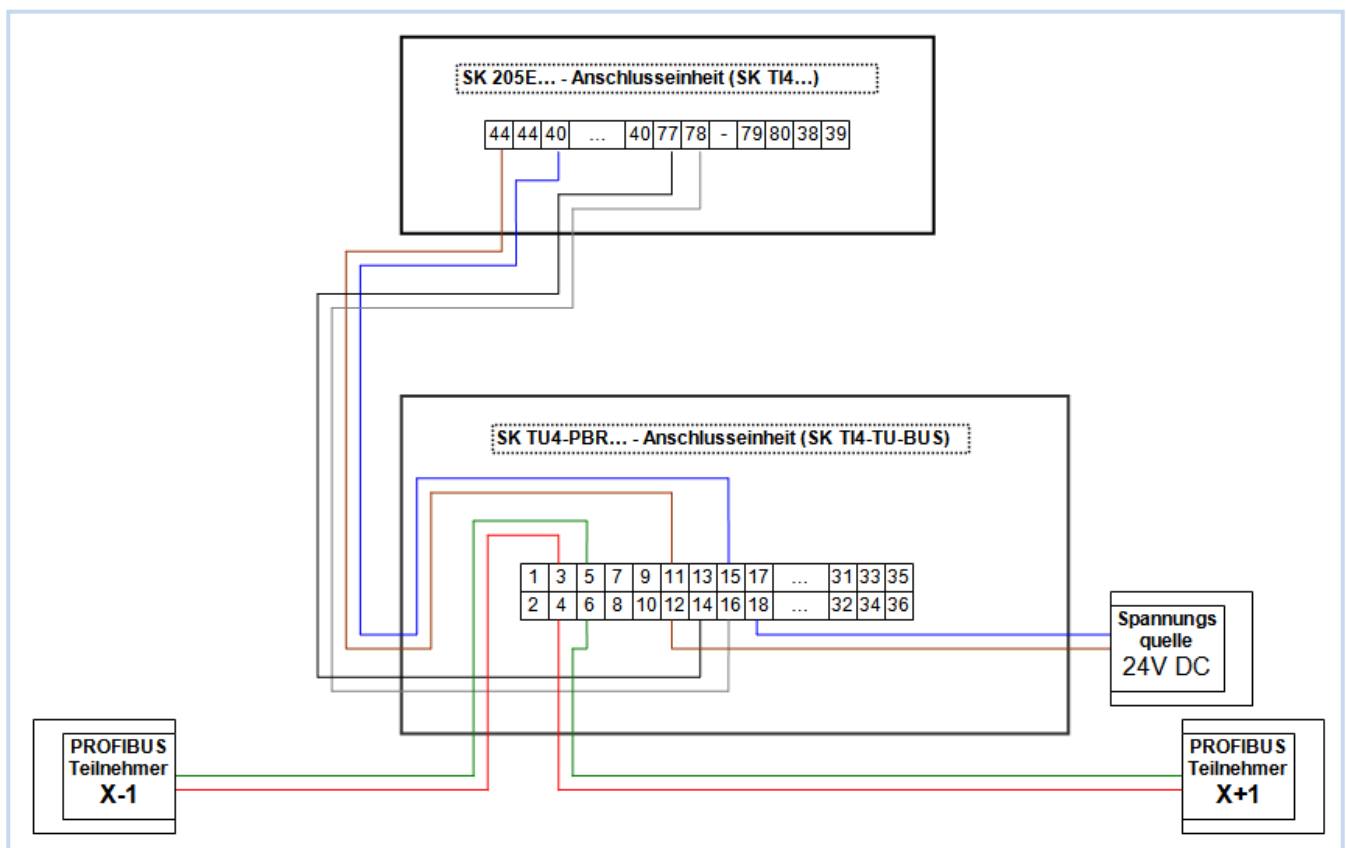 SK 205E... - Anschlusseinheit (SK TI4...)
44 44 40 ... 40 77 78 - 79 80 38 39
SK TU4-PBR... - Anschlusseinheit (SK TI4-TU-BUS)
1 3 5 7 9 11 13 15 17 ... 31 33 35
2 4 6 8 10 12 14 16 18 ... 32 34 36
Spannungs
quelle
24V DC
PROFIBUS
Teilnehmer
X-1
PROFIBUS
Teilnehmer
X+1